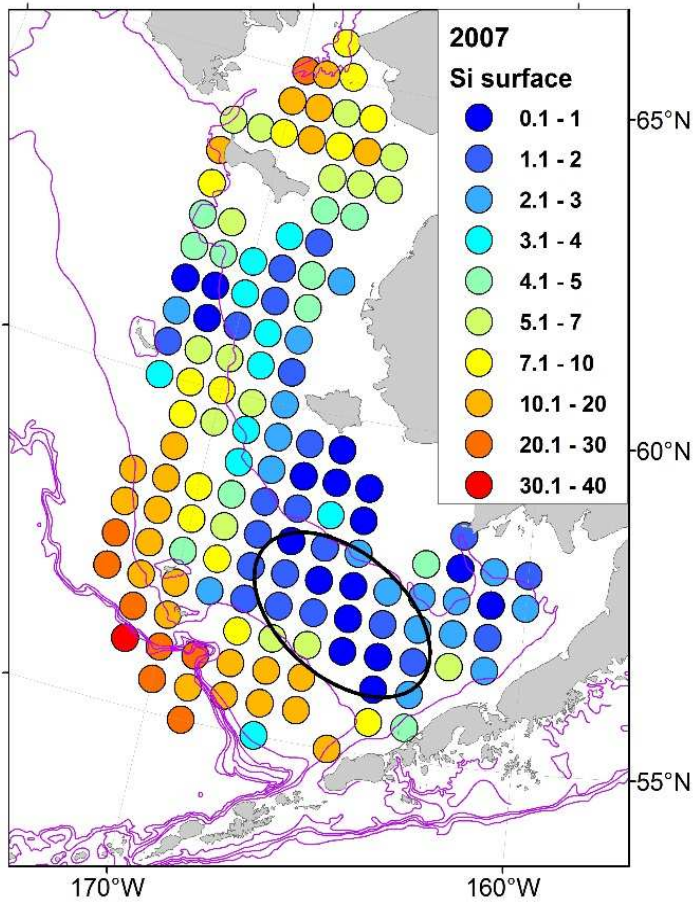 2007
Si surface
0.1 - 1
1.1 - 2
2.1 - 3
3.1 - 4
4.1 - 5
5.1 - 7
7.1 - 10
10.1 - 20
20.1 - 30
30.1 - 40
65°N
60°N
55°N
170°W
160°W